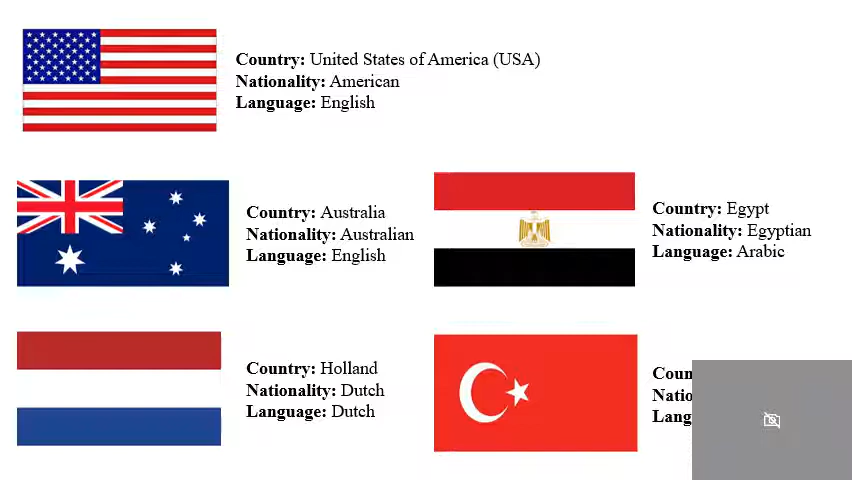 Country: United States of America (USA)
Nationality: American
Language: English
Country: Australia
Nationality: Australian
Language: English
Country: Egypt
Nationality: Egyptian
Language: Arabic
Country: Holland
Nationality: Dutch
Language: Dutch